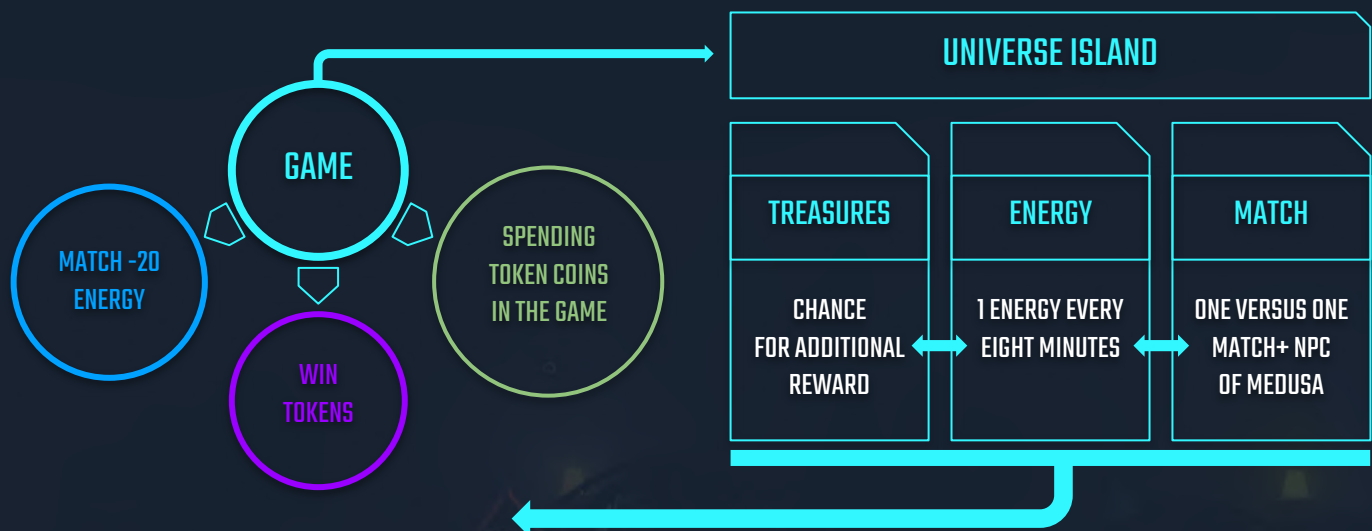 UNIVERSE ISLAND
GAME
MATCH -20
ENERGY
WIN
TOKENS
SPENDING
TOKEN COINS
IN THE GAME
TREASURES
CHANCE
FOR ADDITIONAL
REWARD
ENERGY
1 ENERGY EVERY
EIGHT MINUTES
MATCH
ONE VERSUS ONE
MATCH+ NPC
OF MEDUSA